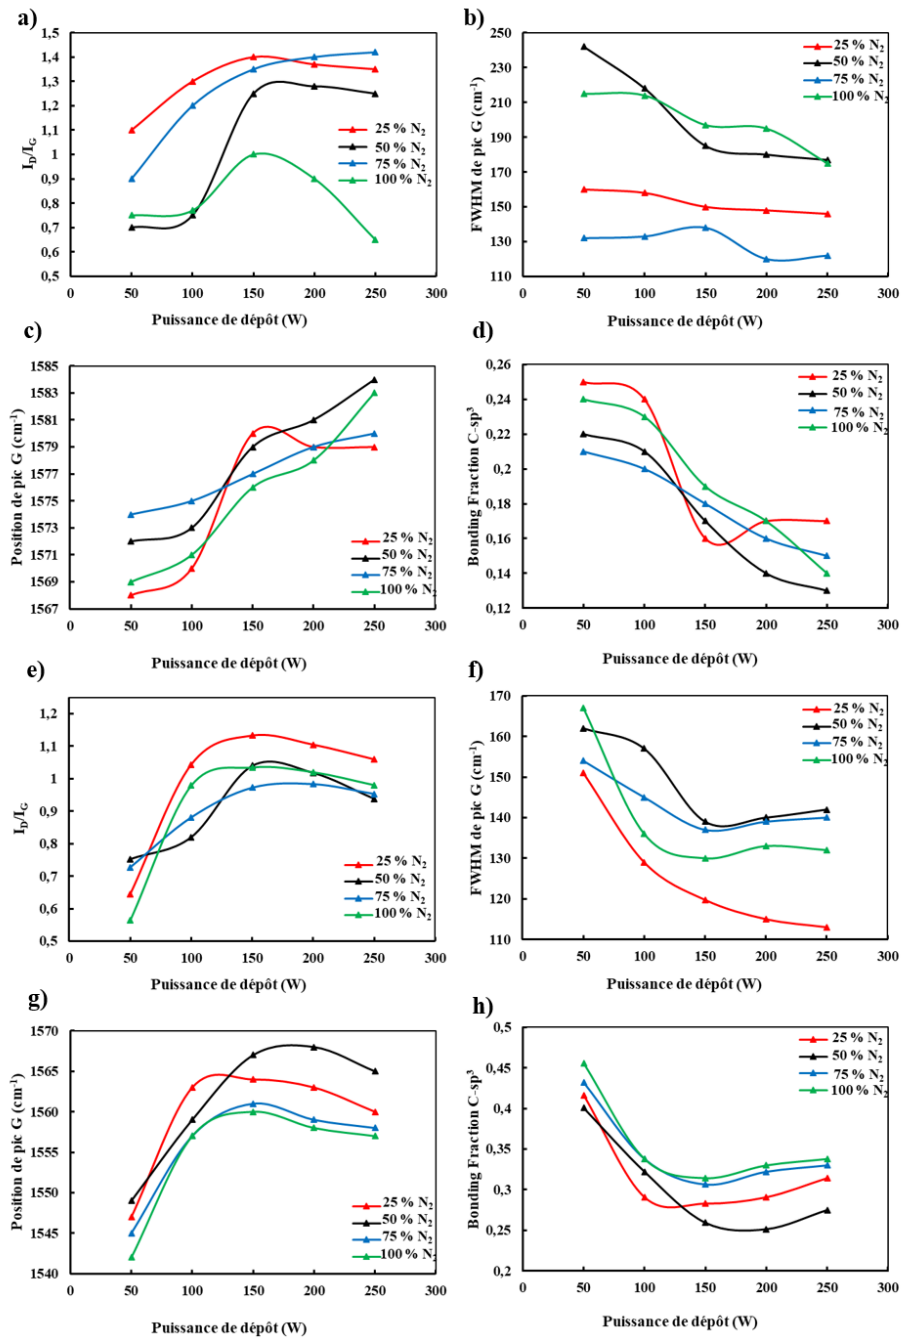 a)
1,5
1,4
1,3
1,2
1,1
1
0,9
0,8
0,7
0,6
0,5
I_D/I_G
25 % N₂
50 % N₂
75 % N₂
100 % N₂
0 50 100 150 200 250 300
Puissance de dépôt (W)
b)
250
230
210
190
170
150
130
110
FWHM de pic G (cm⁻¹)
25 % N₂
50 % N₂
75 % N₂
100 % N₂
0 50 100 150 200 250 300
Puissance de dépôt (W)
c)
1585
1583
1581
1579
1577
1575
1573
1571
1569
1567
Position de pic G (cm⁻¹)
25 % N₂
50 % N₂
75 % N₂
100 % N₂
0 50 100 150 200 250 300
Puissance de dépôt (W)
d)
0,26
0,24
0,22
0,2
0,18
0,16
0,14
0,12
Bonding Fraction C-sp³
25 % N₂
50 % N₂
75 % N₂
100 % N₂
0 50 100 150 200 250 300
Puissance de dépôt (W)
e)
1,2
1,1
1
0,9
0,8
0,7
0,6
0,5
I_D/I_G
25 % N₂
50 % N₂
75 % N₂
100 % N₂
0 50 100 150 200 250 300
Puissance de dépôt (W)
f)
170
160
150
140
130
120
110
FWHM de pic G (cm⁻¹)
25 % N₂
50 % N₂
75 % N₂
100 % N₂
0 50 100 150 200 250 300
Puissance de dépôt (W)
g)
1570
1565
1560
1555
1550
1545
1540
Position de pic G (cm⁻¹)
25 % N₂
50 % N₂
75 % N₂
100 % N₂
0 50 100 150 200 250 300
Puissance de dépôt (W)
h)
0,5
0,45
0,4
0,35
0,3
0,25
0,2
Bonding Fraction C-sp³
25 % N₂
50 % N₂
75 % N₂
100 % N₂
0 50 100 150 200 250 300
Puissance de dépôt (W)